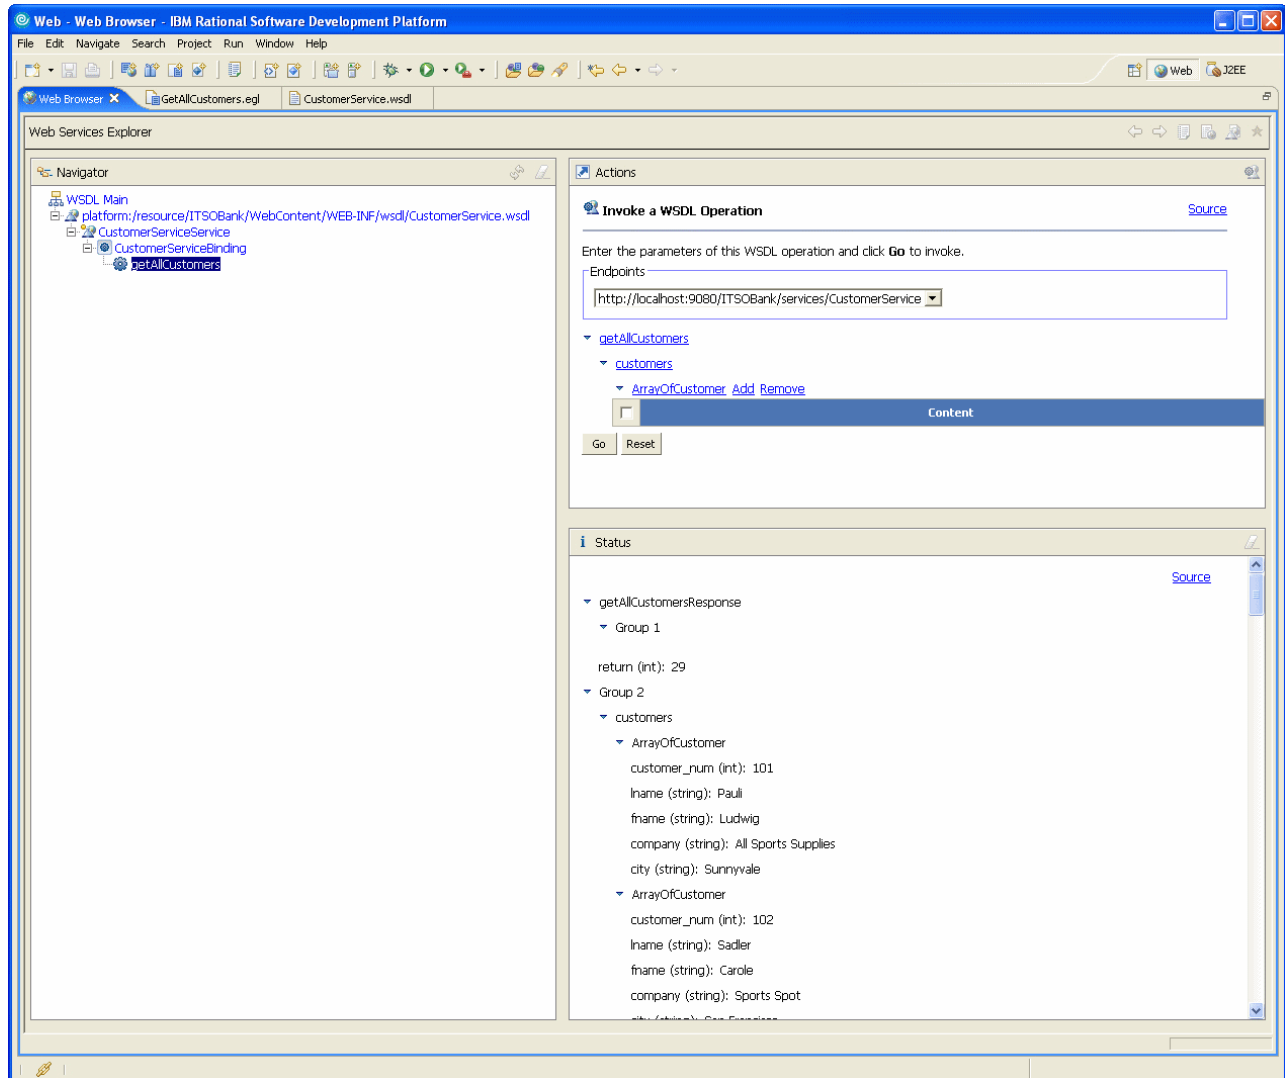 Web - Web Browser - IBM Rational Software Development Platform
File Edit Navigate Search Project Run Window Help
Web J2EE
Web Browser GetAllCustomers.egl CustomerService.wsdl
Web Services Explorer
Navigator
WSDL Main
platform:/resource/ITSOBank/WebContent/WEB-INF/wsdl/CustomerService.wsdl
CustomerServiceService
CustomerServiceBinding
getAllCustomers
Actions
Invoke a WSDL Operation Source
Enter the parameters of this WSDL operation and click Go to invoke.
Endpoints
http://localhost:9080/ITSOBank/services/CustomerService
getAllCustomers
customers
ArrayOfCustomer Add Remove
Content
Go Reset
i Status
Source
getAllCustomersResponse
Group 1
return (int): 29
Group 2
customers
ArrayOfCustomer
customer_num (int): 101
lname (string): Pauli
fname (string): Ludwig
company (string): All Sports Supplies
city (string): Sunnyvale
ArrayOfCustomer
customer_num (int): 102
lname (string): Sadler
fname (string): Carole
company (string): Sports Spot
city (string): San Francisco